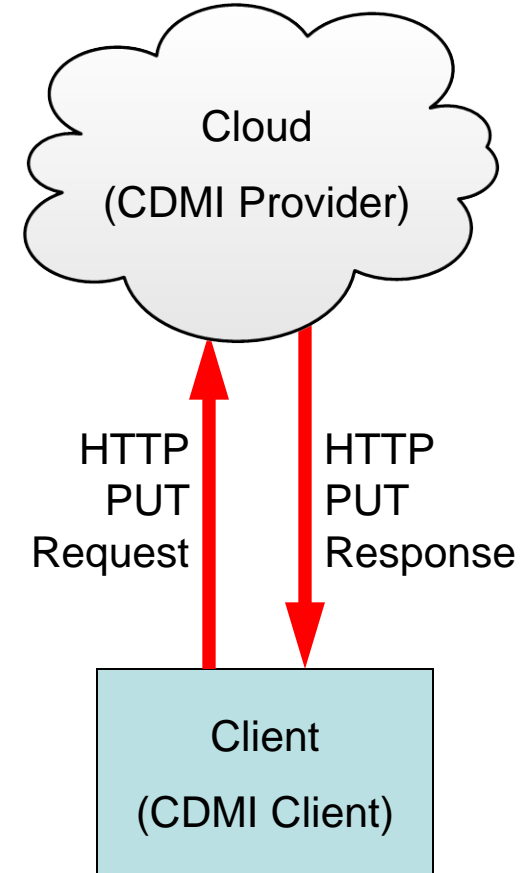 Cloud
(CDMI Provider)
HTTP
PUT
Request
HTTP
PUT
Response
Client
(CDMI Client)